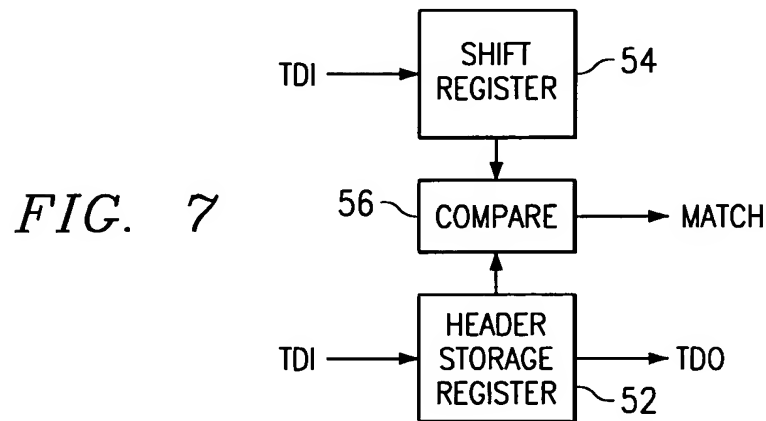 SHIFT
REGISTER
54
TDI
FIG. 7
56
COMPARE
MATCH
HEADER
STORAGE
REGISTER
TDI
TDO
52